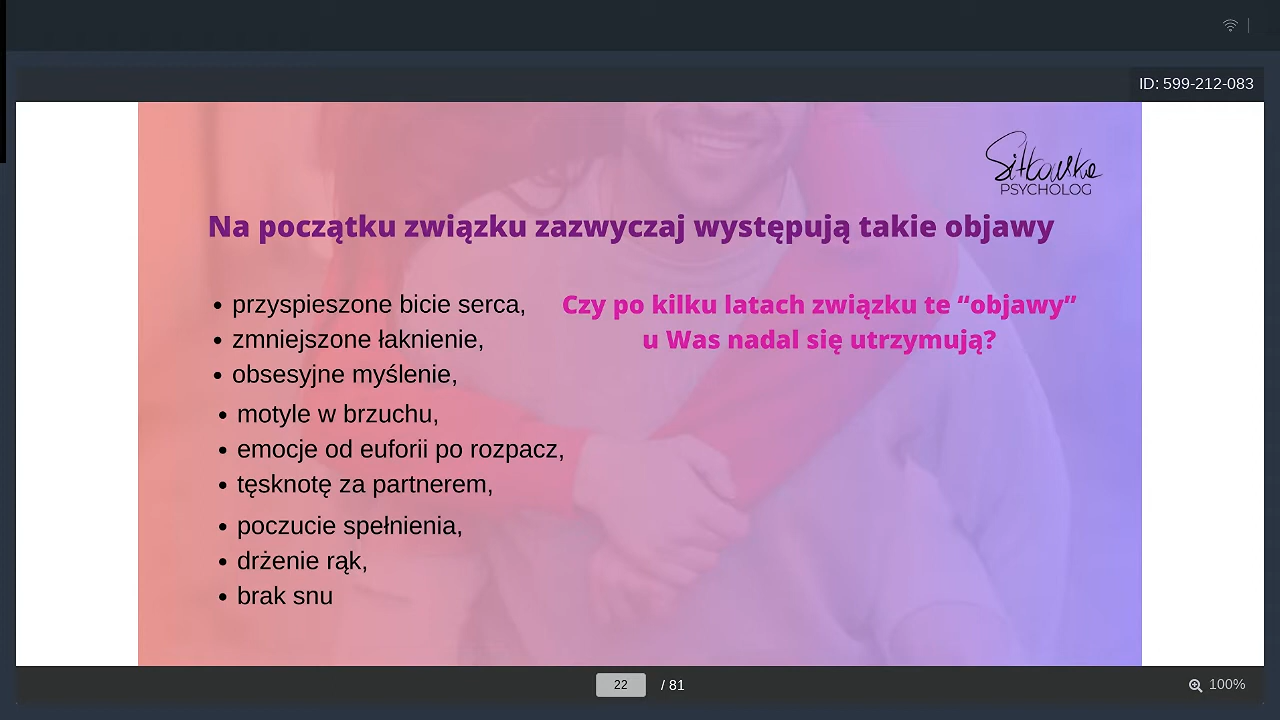 ID: 599-212-083
Sitkowska
PSYCHOLOG
Na początku związku zazwyczaj występują takie objawy
• przyspieszone bicie serca,
• zmniejszone łaknienie,
• obsesyjne myślenie,
• motyle w brzuchu,
• emocje od euforii po rozpacz,
• tęsknotę za partnerem,
• poczucie spełnienia,
• drżenie rąk,
• brak snu
Czy po kilku latach związku te “objawy”
u Was nadal się utrzymują?
22 / 81
100%